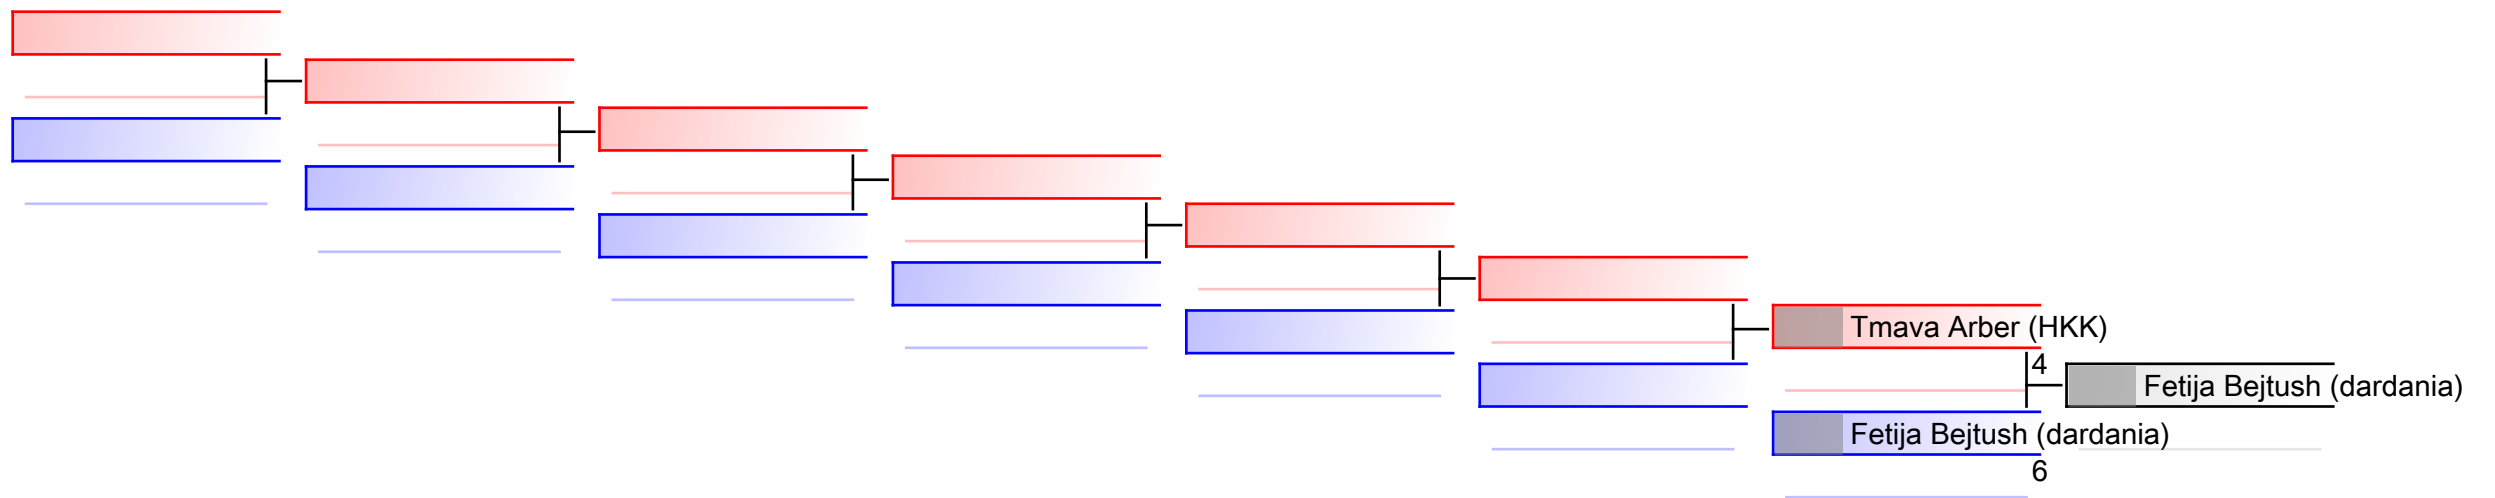 Tmava Arber (HKK)
4
Fetija Bejtush (dardania)
Fetija Bejtush (dardania)
6